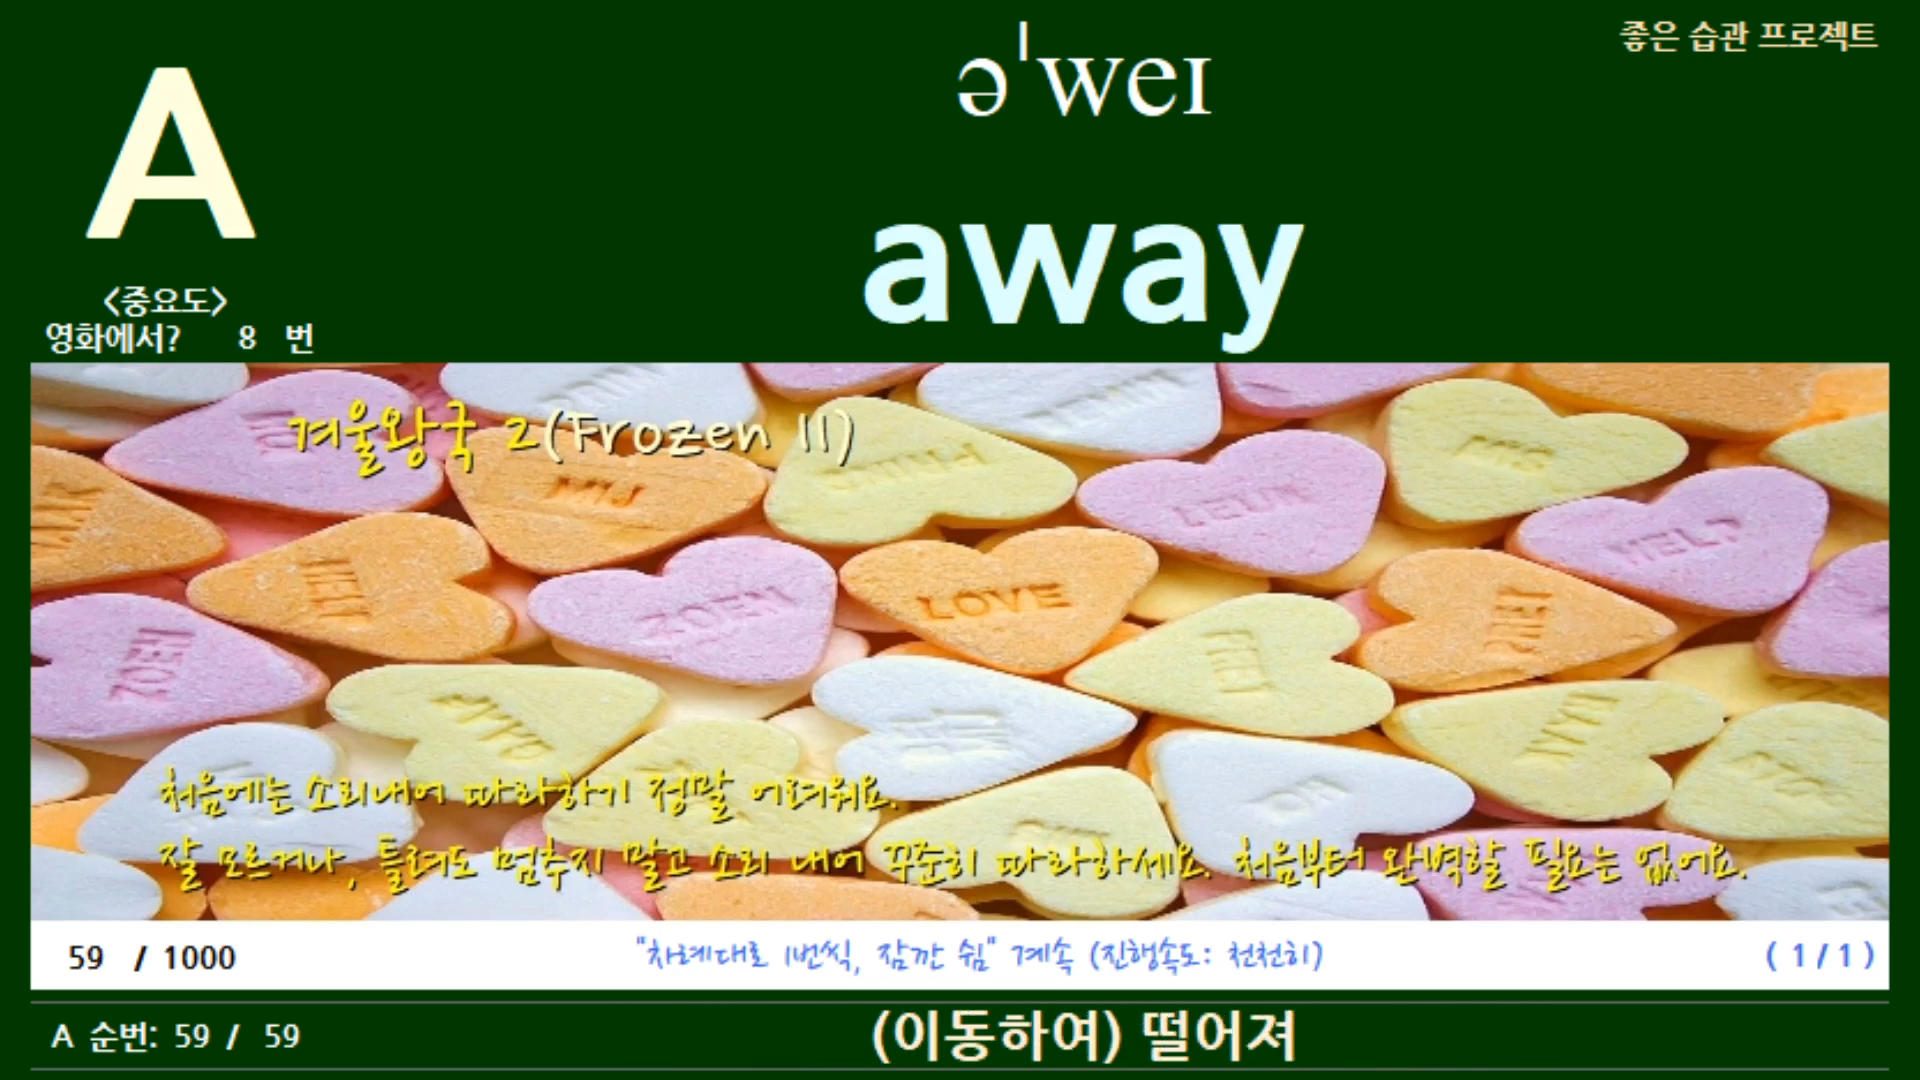 좋은 습관 프로젝트
A
ə'weɪ
away
<중요도>
영화에서? 8 번
겨울왕국 2(Frozen II)
MIJ
HELP
ZOEN
LOVE
처음에는 소리내어 따라하기 정말 어려워요.
잘 모르거나, 틀려도 멈추지 말고 소리 내어 꾸준히 따라하세요. 처음부터 완벽할 필요는 없어요.
59 / 1000
"차례대로 1번씩, 잠깐 쉼" 계속 (진행속도: 천천히)
( 1 / 1 )
A 순번: 59 / 59
(이동하여) 떨어져